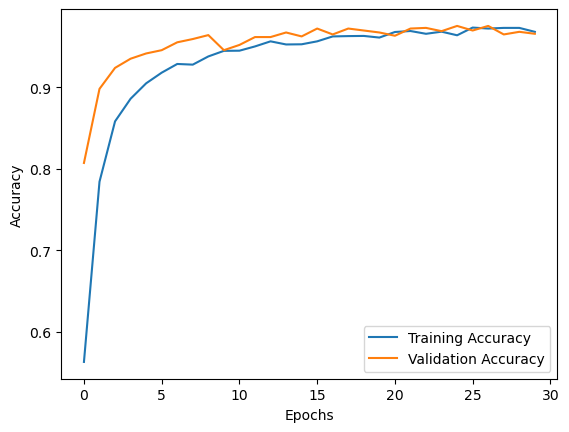 0.9
0.8
0.7
0.6
Accuracy
Training Accuracy
Validation Accuracy
0 5 10 15 20 25 30
Epochs